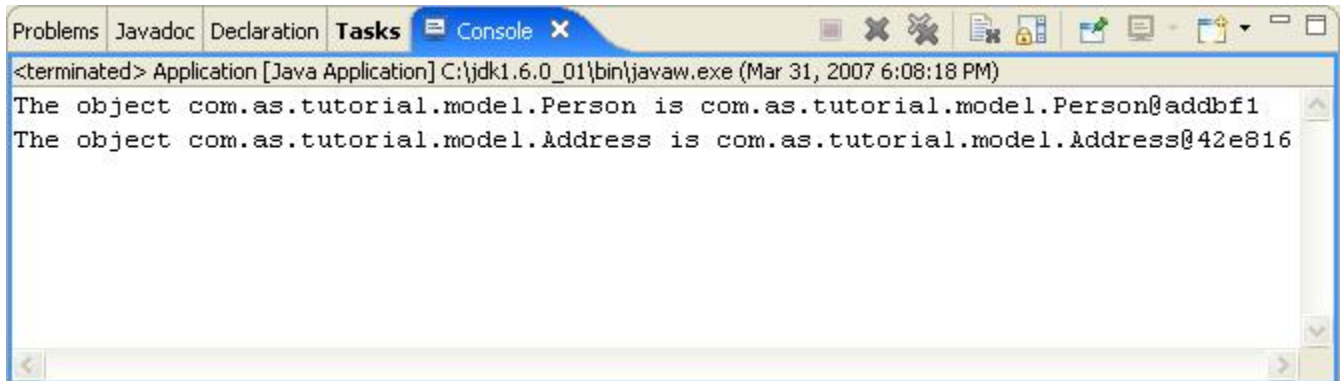 Problems Javadoc Declaration Tasks Console
<terminated> Application [Java Application] C:\jdk1.6.0_01\bin\javaw.exe (Mar 31, 2007 6:08:18 PM)
The object com.as.tutorial.model.Person is com.as.tutorial.model.Person@addbf1
The object com.as.tutorial.model.Address is com.as.tutorial.model.Address@42e816